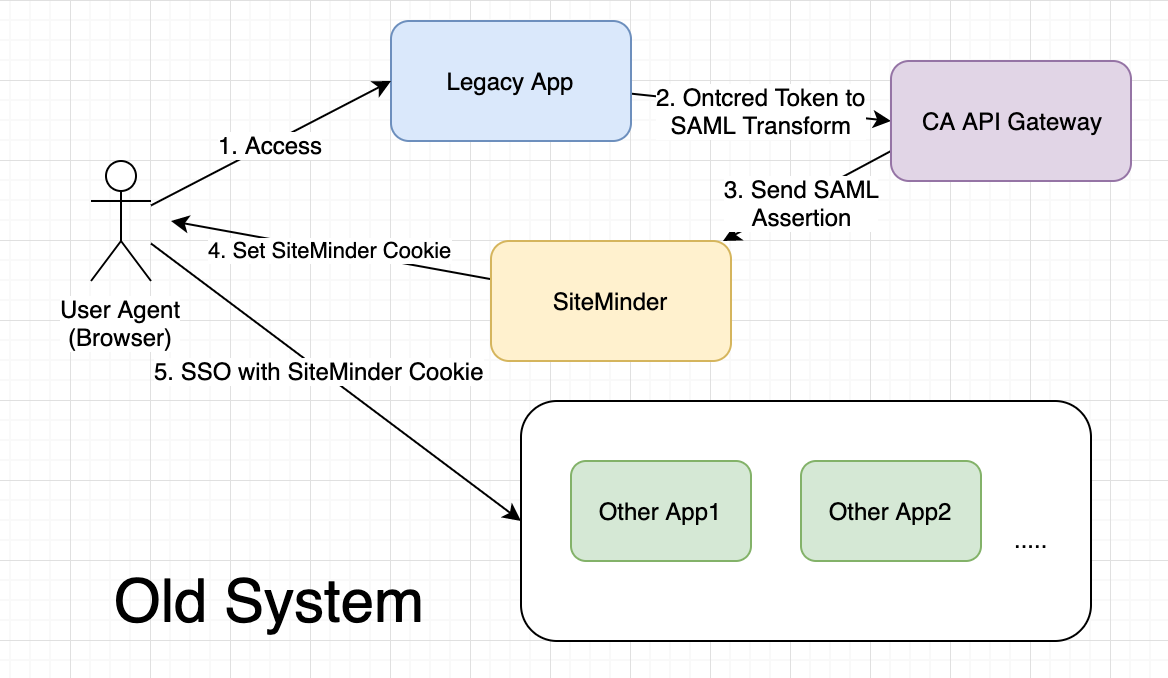 Legacy App
2. Ontcred Token to
SAML Transform
CA API Gateway
1. Access
3. Send SAML
Assertion
4. Set SiteMinder Cookie
SiteMinder
User Agent
(Browser)
5. SSO with SiteMinder Cookie
Other App1
Other App2
.....
Old System